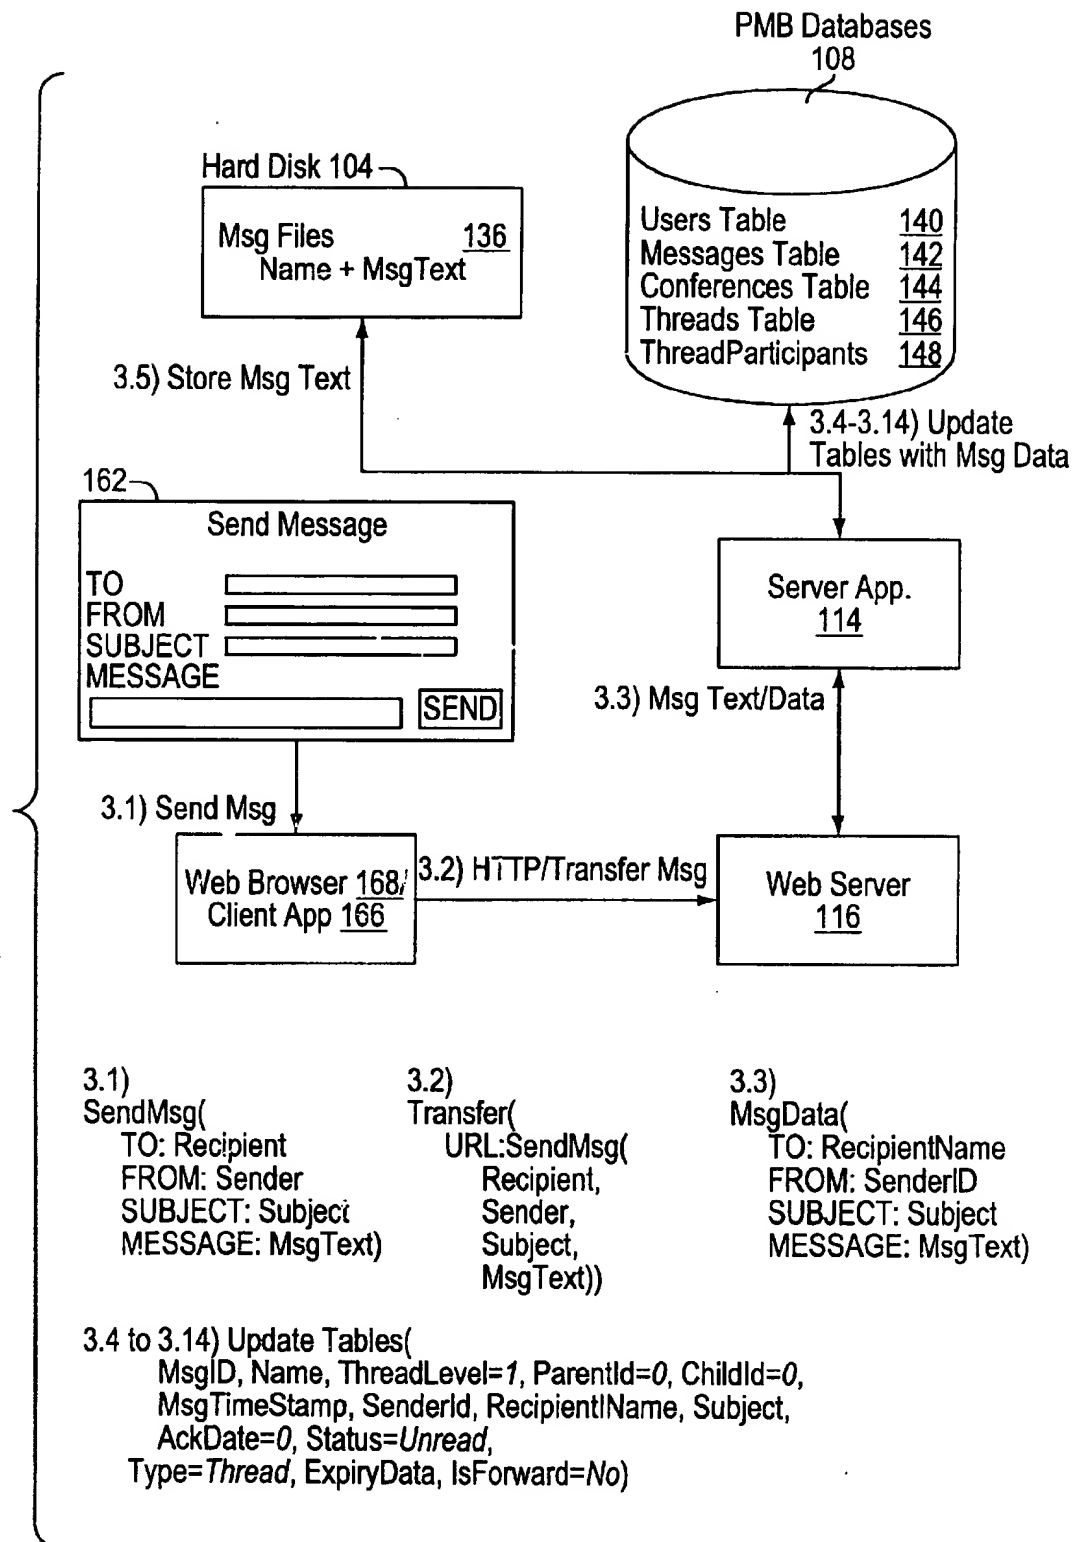 PMB Databases
108
Hard Disk 104
Msg Files 136
Name + MsgText
Users Table 140
Messages Table 142
Conferences Table 144
Threads Table 146
ThreadParticipants 148
3.5) Store Msg Text
3.4-3.14) Update
Tables with Msg Data
162
Send Message
TO
FROM
SUBJECT
MESSAGE
SEND
Server App.
114
3.3) Msg Text/Data
3.1) Send Msg
Web Browser 168/
Client App 166
3.2) HTTP/Transfer Msg
Web Server
116
3.1)
SendMsg(
TO: Recipient
FROM: Sender
SUBJECT: Subject
MESSAGE: MsgText)
3.2)
Transfer(
URL:SendMsg(
Recipient,
Sender,
Subject,
MsgText))
3.3)
MsgData(
TO: RecipientName
FROM: SenderID
SUBJECT: Subject
MESSAGE: MsgText)
3.4 to 3.14) Update Tables(
MsgID, Name, ThreadLevel=1, ParentId=0, ChildId=0,
MsgTimeStamp, SenderId, RecipientlName, Subject,
AckDate=0, Status=Unread,
Type=Thread, ExpiryData, IsForward=No)